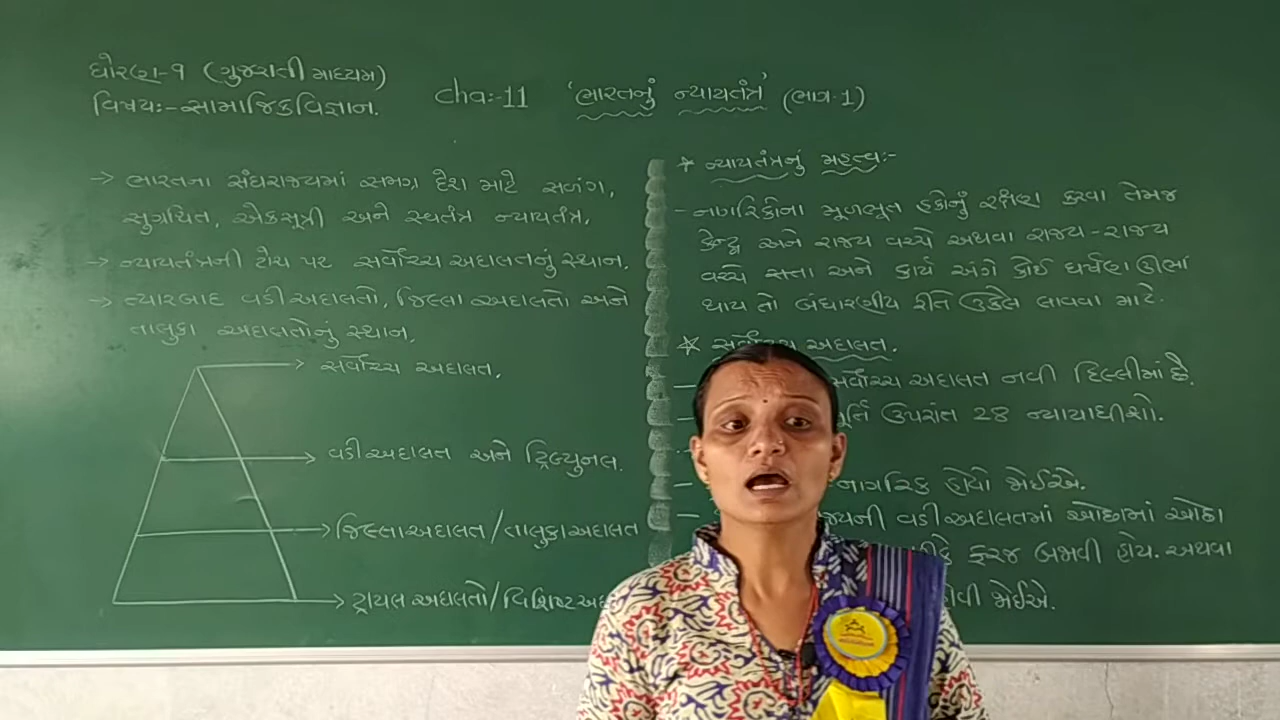 ધોરણ-૧ (ગુજરાતી માધ્યમ)
વિષય:-સામાજિક વિજ્ઞાન.
cha:-11 'ભારતનું ન્યાયતંત્ર' (ભાગ-1)
→ ભારતના સંઘરાજ્યમાં સમગ્ર દેશ માટે સળંગ,
સુગ્રથિત, એકસૂત્રી અને સ્વતંત્ર ન્યાયતંત્ર.
→ ન્યાયતંત્રની ટોચ પર સર્વોચ્ચ અદાલતનું સ્થાન.
→ ત્યારબાદ વડી અદાલતો, જિલ્લા અદાલતો અને
તાલુકા અદાલતોનું સ્થાન.
સર્વોચ્ચ અદાલત.
વડી અદાલત અને ટ્રિબ્યુનલ.
જિલ્લા અદાલત/તાલુકા અદાલત
ટ્રાયલ અદાલતો/વિશિષ્ટ
* ન્યાયતંત્રનું મહત્વ:-
- નાગરિકોના મૂળભૂત હકોનું રક્ષણ કરવા તેમજ
કેન્દ્ર અને રાજ્ય વચ્ચે અથવા રાજ્ય-રાજ્ય
વચ્ચે સત્તા અને કાર્ય અંગે કોઈ ઘર્ષણ ઊભાં
થાય તો બંધારણીય રીતે ઉકેલ લાવવા માટે.
* સર્વોચ્ચ અદાલત.
- સર્વોચ્ચ અદાલત નવી દિલ્લીમાં છે.
- ઉપરાંત 28 ન્યાયાધીશો.
- નાગરિક હોવો જોઈએ.
- વડી અદાલતમાં ઓછામાં ઓછા
ફરજ બજાવી હોય. અથવા
જોઈએ.